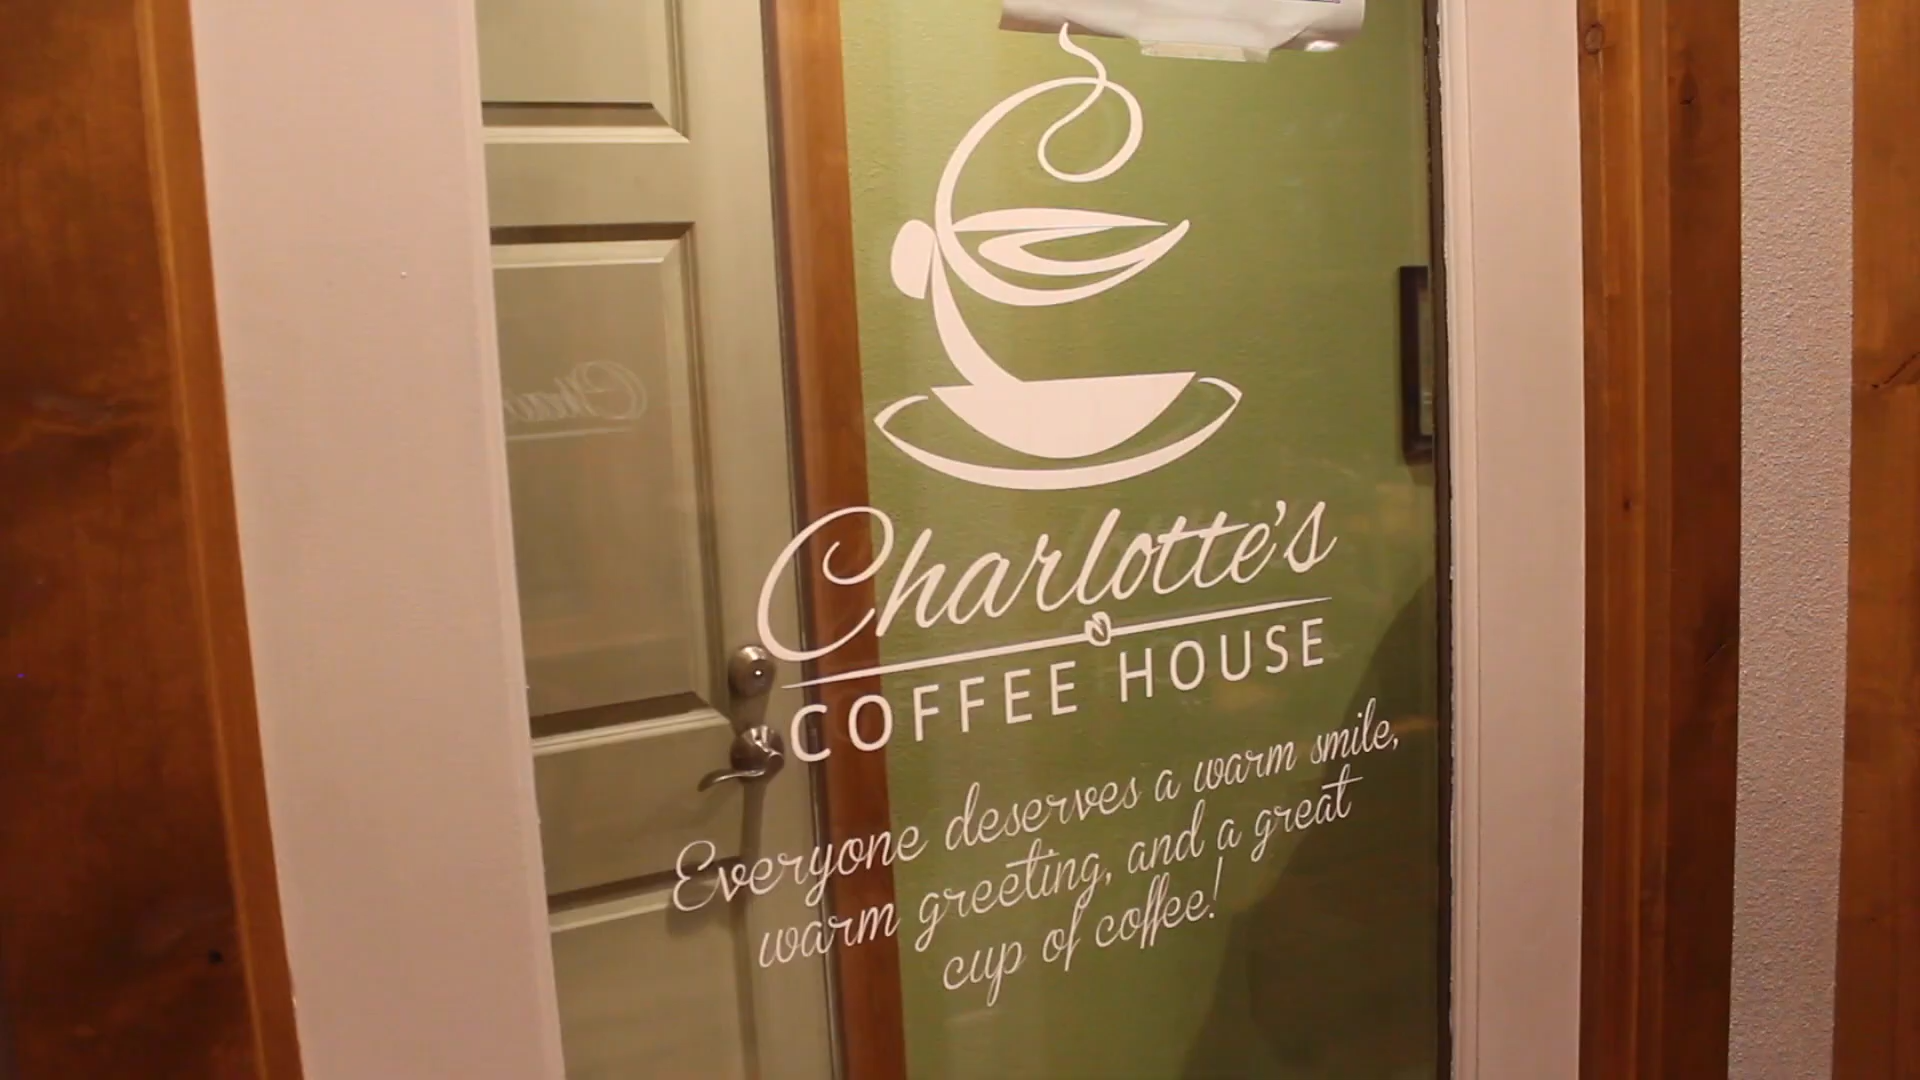 Charlotte's
COFFEE HOUSE
Everyone deserves a warm smile,
warm greeting, and a great
cup of coffee!